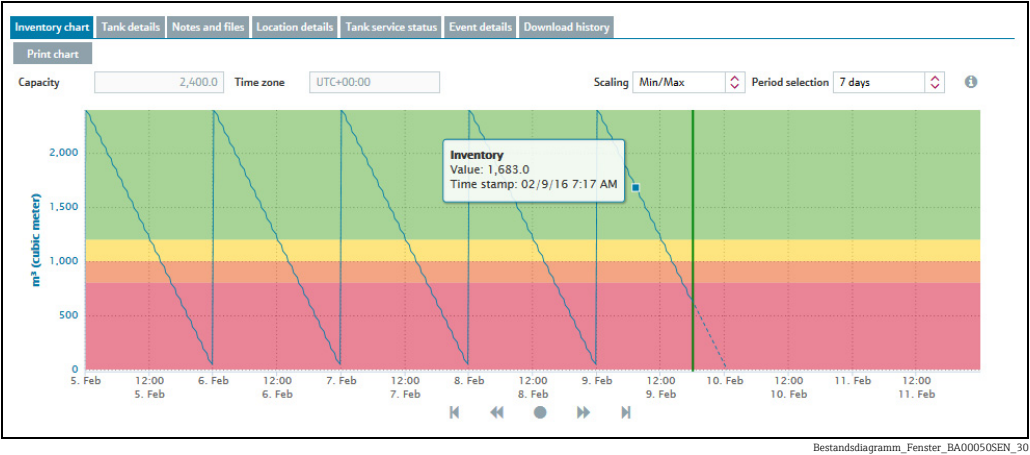 Inventory chart Tank details Notes and files Location details Tank service status Event details Download history
Print chart
Capacity 2,400.0 Time zone UTC+00:00 Scaling Min/Max Period selection 7 days
Inventory
Value: 1,683.0
Time stamp: 02/9/16 7:17 AM
m³ (cubic meter)
2,000
1,500
1,000
500
0
5. Feb 12:00 6. Feb 12:00 7. Feb 12:00 8. Feb 12:00 9. Feb 12:00 10. Feb 12:00 11. Feb 12:00
5. Feb 6. Feb 7. Feb 8. Feb 9. Feb 10. Feb 11. Feb
Bestandsdiagramm_Fenster_BA00050SEN_30